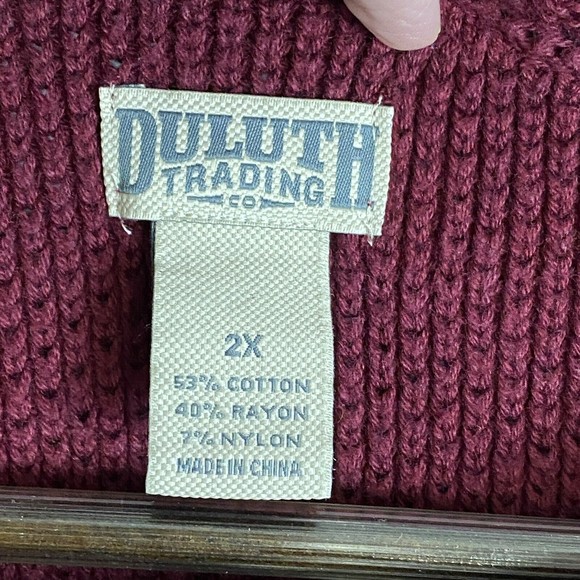 DULUTH
TRADING
CO
2X
53% COTTON
40% RAYON
7% NYLON
MADE IN CHINA